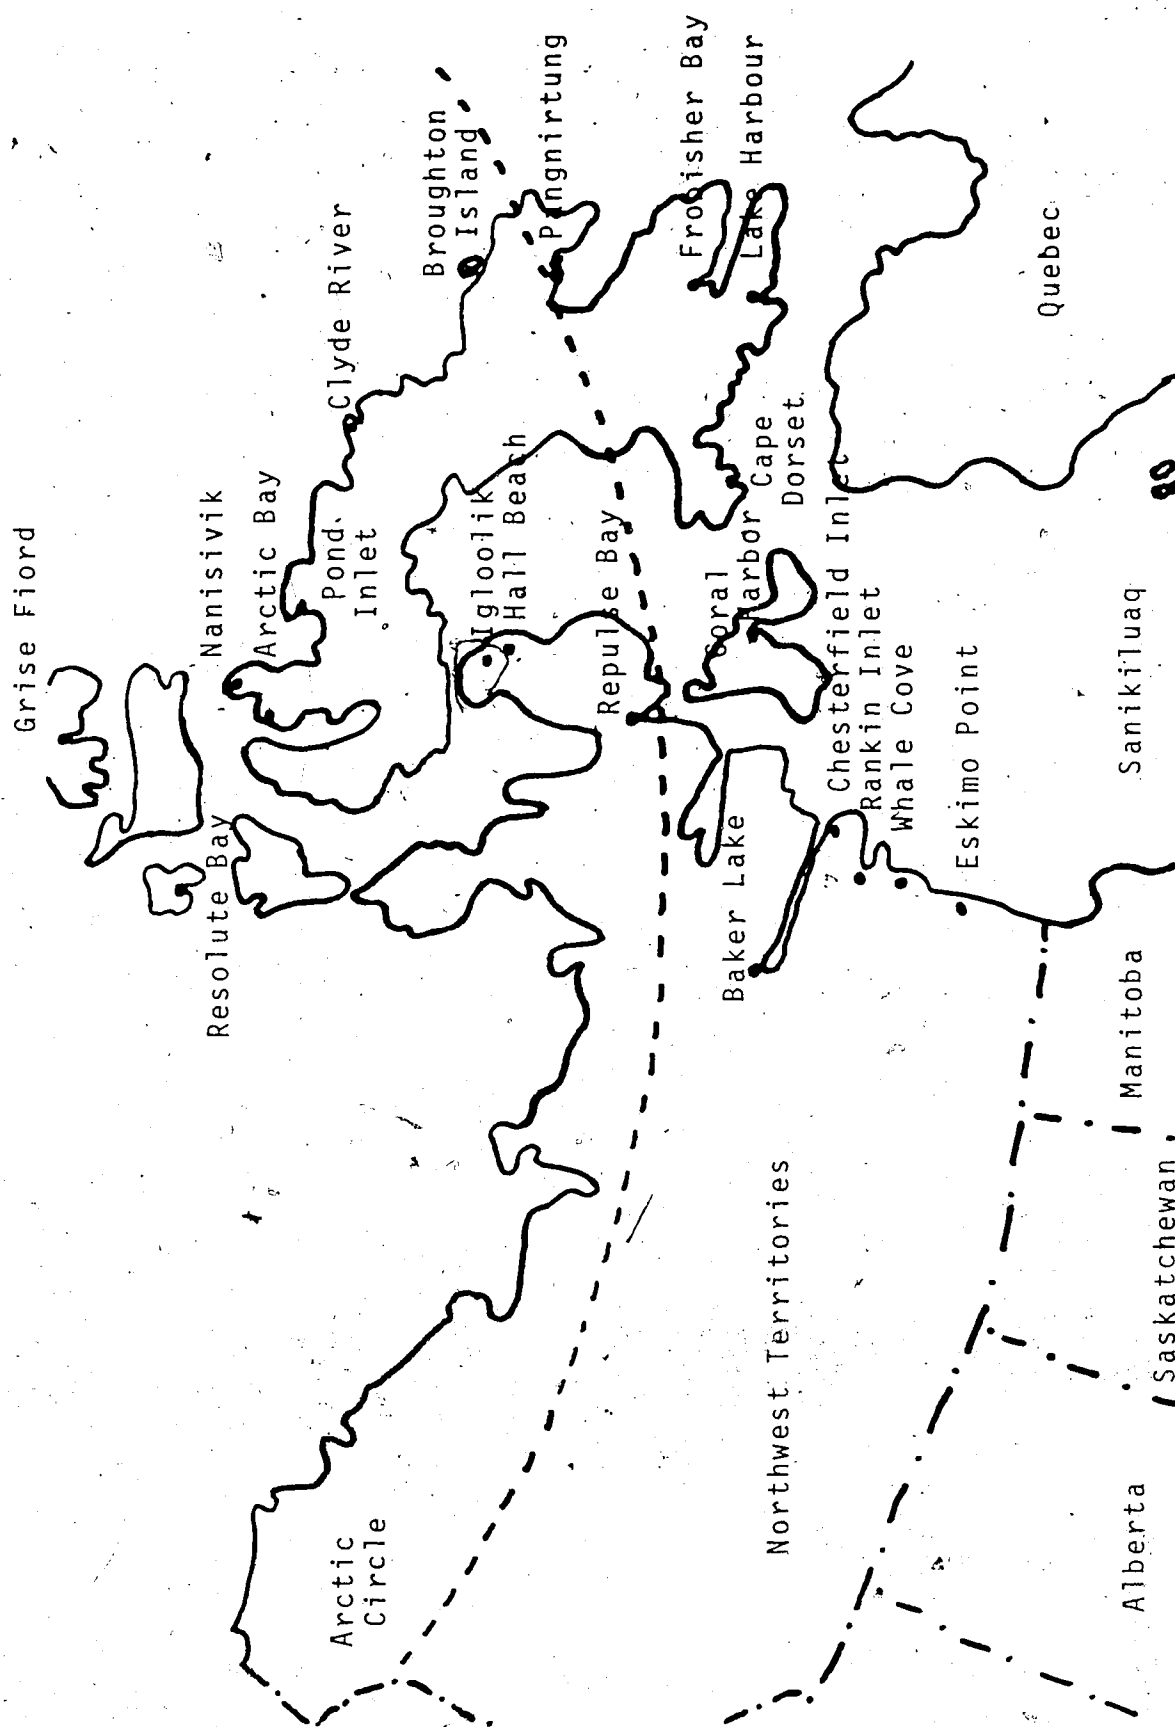 Grise Fiord
Nanisivik
Arctic Bay
Resolute Bay
Pond
Inlet
Clyde River
Broughton
Island
Pangnirtung
Igloolik
Hall Beach
Arctic
Circle
Repulse Bay
Frobisher Bay
Lake Harbour
Baker Lake
Coral
Harbor
Cape
Dorset
Northwest Territories
Chesterfield Inlet
Rankin Inlet
Whale Cove
Eskimo Point
Quebec
Sanikiluaq
Manitoba
Saskatchewan
Alberta